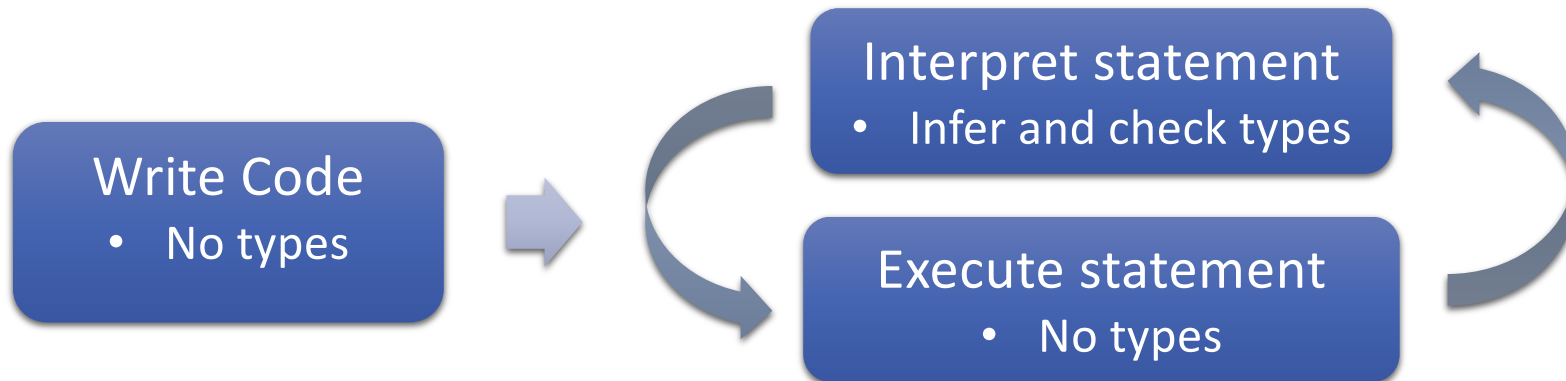 Write Code
• No types
Interpret statement
• Infer and check types
Execute statement
• No types